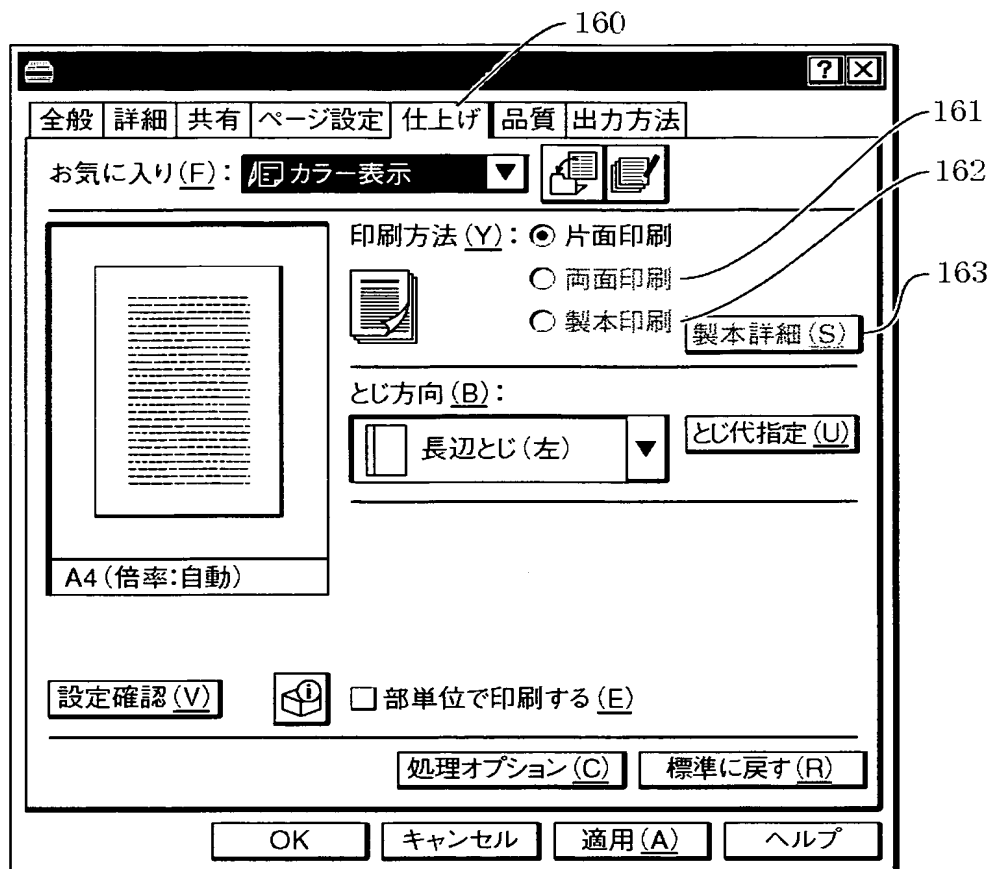 160
? X
全般 詳細 共有 ページ設定 仕上げ 品質 出力方法
161
お気に入り(F): カラー表示
162
印刷方法(Y): 片面印刷
両面印刷
163
製本印刷 製本詳細(S)
とじ方向(B):
長辺とじ(左) とじ代指定(U)
A4(倍率:自動)
設定確認(V) 部単位で印刷する(E)
処理オプション(C) 標準に戻す(R)
OK キャンセル 適用(A) ヘルプ